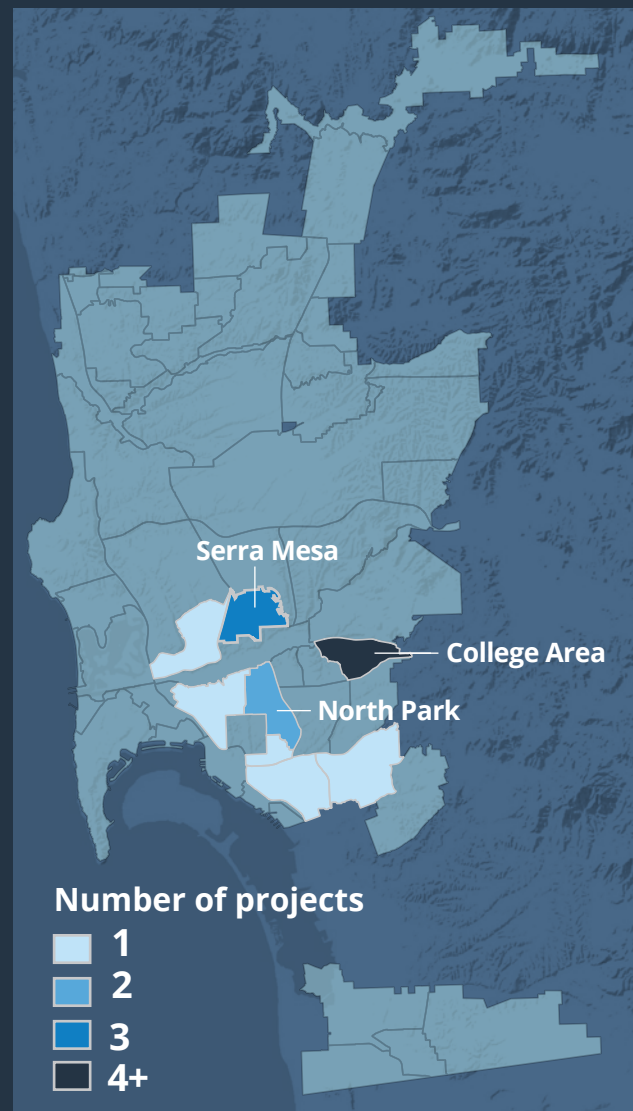 Serra Mesa
College Area
North Park
Number of projects
1
2
3
4+